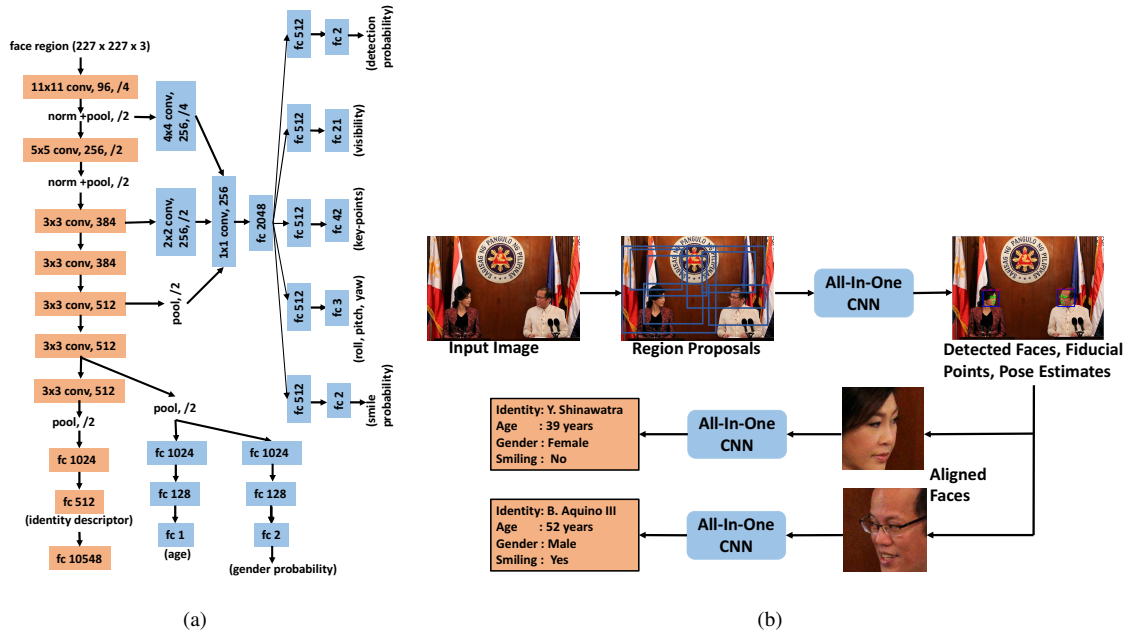 face region (227 x 227 x 3)
11x11 conv, 96, /4
norm +pool, /2
5x5 conv, 256, /2
norm +pool, /2
3x3 conv, 384
3x3 conv, 384
3x3 conv, 512
3x3 conv, 512
3x3 conv, 512
pool, /2
fc 1024
fc 512
(identity descriptor)
fc 10548
4x4 conv,
256, /4
2x2 conv,
256, /2
pool, /2
1x1 conv, 256
fc 2048
fc 512
fc 2
(detection
probability)
fc 512
fc 21
(visibility)
fc 512
fc 42
(key-points)
fc 512
fc 3
(roll, pitch, yaw)
fc 512
fc 2
(smile
probability)
pool, /2
fc 1024
fc 128
fc 1
(age)
fc 1024
fc 128
fc 2
(gender probability)
(a)
Input Image
Region Proposals
All-In-One
CNN
Detected Faces, Fiducial
Points, Pose Estimates
Identity: Y. Shinawatra
Age : 39 years
Gender : Female
Smiling : No
All-In-One
CNN
Aligned
Faces
Identity: B. Aquino III
Age : 52 years
Gender : Male
Smiling : Yes
All-In-One
CNN
(b)